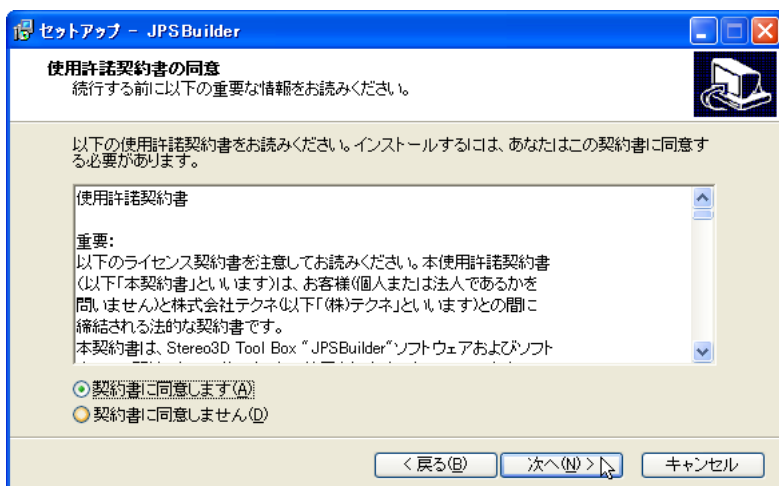 セットアップ - JPSBuilder
使用許諾契約書の同意
続行する前に以下の重要な情報をお読みください。
以下の使用許諾契約書をお読みください。インストールするには、あなたはこの契約書に同意す
る必要があります。
使用許諾契約書
重要:
以下のライセンス契約書を注意してお読みください。本使用許諾契約書
(以下「本契約書」といいます)は、お客様(個人または法人であるかを
問いません)と株式会社テクネ(以下「(株)テクネ」といいます)との間に
締結される法的な契約書です。
本契約書は、Stereo3D Tool Box “JPSBuilder”ソフトウェアおよびソフト
契約書に同意します(A)
契約書に同意しません(D)
< 戻る(B)
次へ(N) >
キャンセル